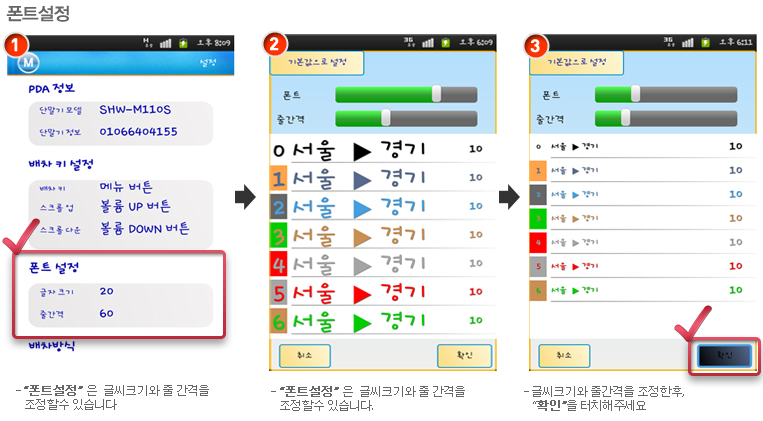 폰트설정
1
H
오후 8:09
M
설정
PDA 정보
단말기 모델 SHW-M110S
단말기 정보 01066404155
배차 키 설정
배차 키 메뉴 버튼
스크롤 업 볼륨 UP 버튼
스크롤 다운 볼륨 DOWN 버튼
폰트 설정
글자 크기 20
줄간격 60
배차방식
- "폰트설정" 은 글씨크기와 줄 간격을
조정할수 있습니다
2
3G
오후 6:09
기본값으로 설정
폰트
줄간격
0 서울 ▶ 경기 10
1 서울 ▶ 경기 10
2 서울 ▶ 경기 10
3 서울 ▶ 경기 10
4 서울 ▶ 경기 10
5 서울 ▶ 경기 10
6 서울 ▶ 경기 10
취소 확인
- "폰트설정" 은 글씨크기와 줄 간격을
조정할수 있습니다.
3
3G
오후 6:11
기본값으로 설정
폰트
줄간격
0 서울 ▶ 경기 10
1 서울 ▶ 경기 10
2 서울 ▶ 경기 10
3 서울 ▶ 경기 10
4 서울 ▶ 경기 10
5 서울 ▶ 경기 10
6 서울 ▶ 경기 10
취소 확인
- 글씨크기와 줄간격을 조정한후,
"확인"을 터치해주세요